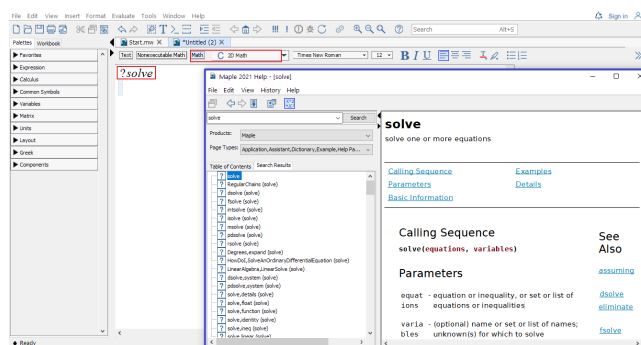 File Edit View Insert Format Evaluate Tools Window Help
Sign in
Search Alt+S
Palettes Workbook
Start.mw × *Untitled (2) ×
Favorites
Expression
Calculus
Common Symbols
Variables
Matrix
Units
Layout
Greek
Components
Text Nonexecutable Math Math C 2D Math Times New Roman 12 B I U
?solve
Maple 2021 Help - [solve]
File Edit View History Help
solve Search
Products: Maple
Page Types: Application,Assistant,Dictionary,Example,Help Pa...
Table of Contents Search Results
solve
RegularChains (solve)
dsolve (solve)
fsolve (solve)
intsolve (solve)
isolve (solve)
msolve (solve)
pdsolve (solve)
rsolve (solve)
Degrees,expand (solve)
HowDoI,SolveAnOrdinaryDifferentialEquation (solve)
LinearAlgebra,LinearSolve (solve)
dsolve,system (solve)
pdsolve,system (solve)
solve,details (solve)
solve,float (solve)
solve,function (solve)
solve,identity (solve)
solve,ineq (solve)
solve,linear (solve)
solve
solve one or more equations
Calling Sequence Examples
Parameters Details
Basic Information
Calling Sequence
solve(equations, variables)
Parameters
equat - equation or inequality, or set or list of
ions equations or inequalities
varia - (optional) name or set or list of names;
bles unknown(s) for which to solve
See
Also
assuming
dsolve
eliminate
fsolve
Ready